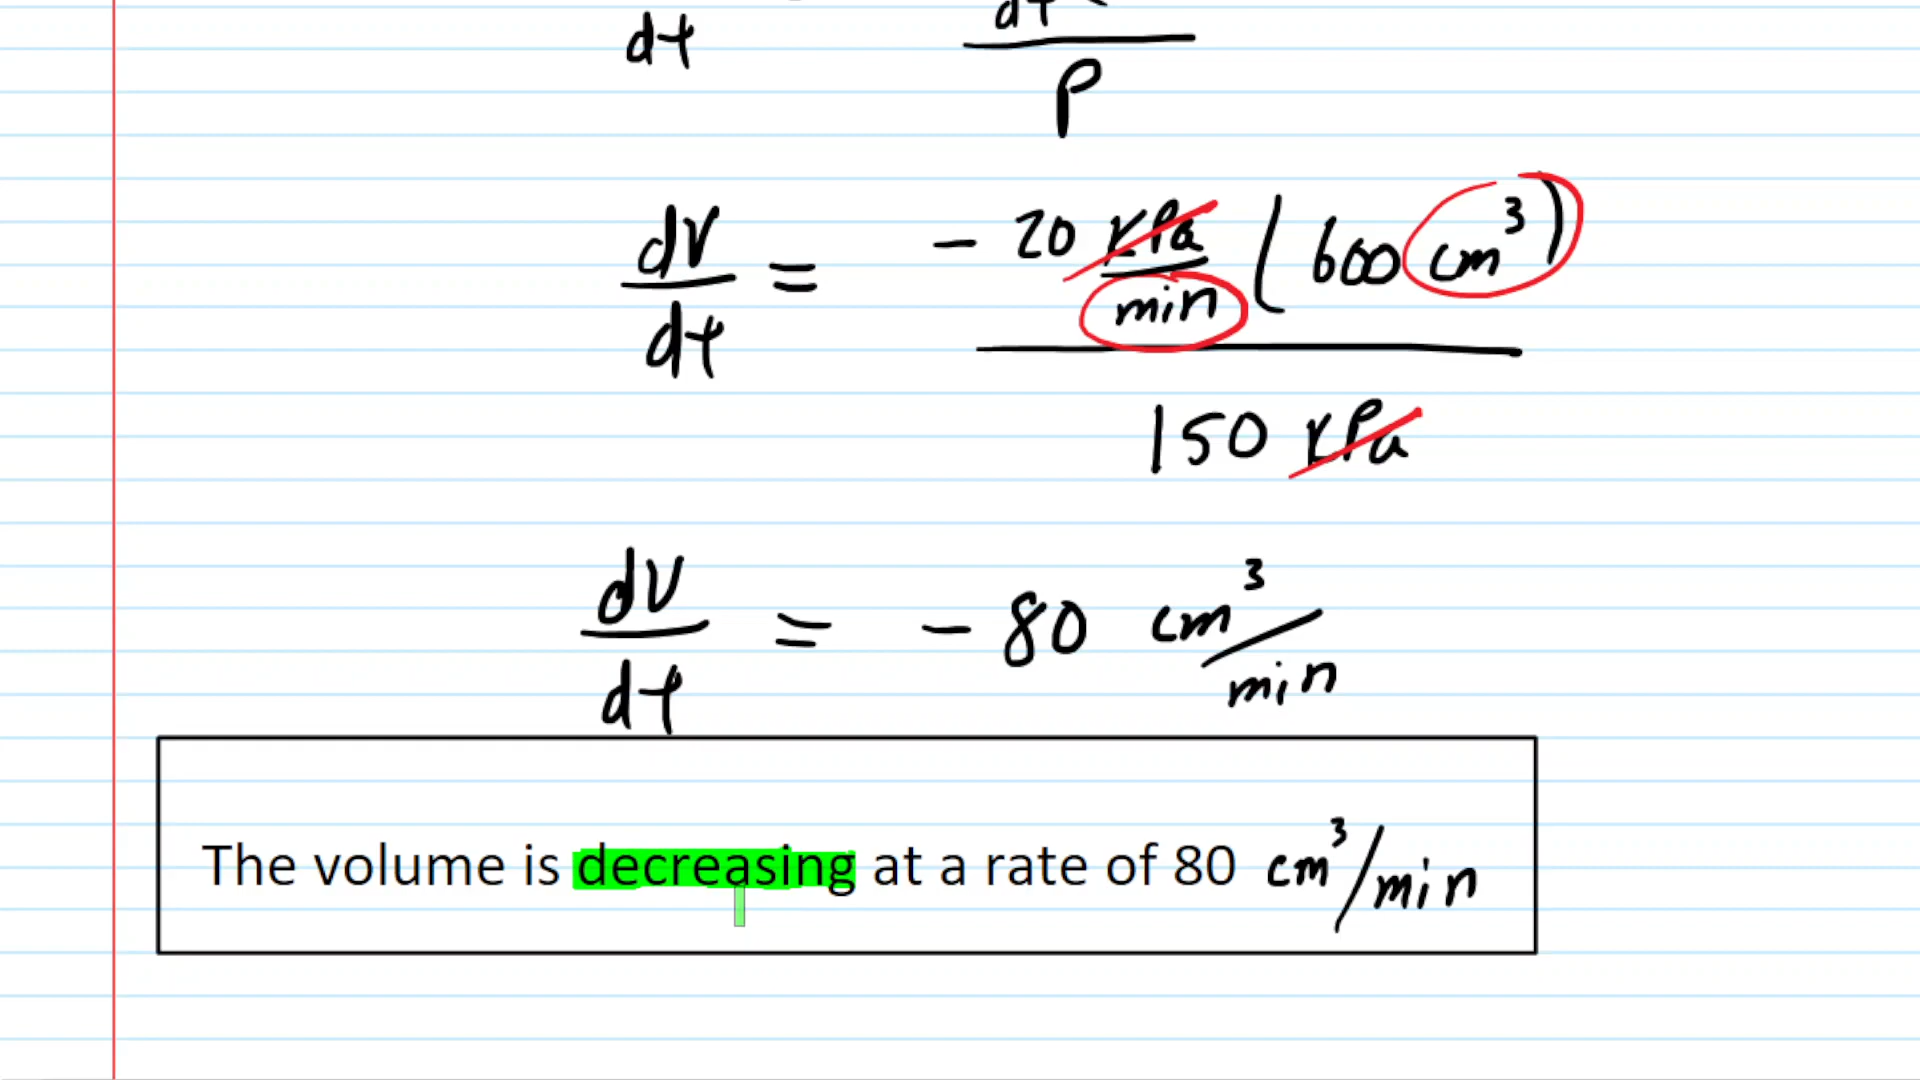 dt dt
P
dV/dt = - 20 kPa/min (600 cm³)
150 kPa
dV/dt = - 80 cm³/min
The volume is decreasing at a rate of 80 cm³/min